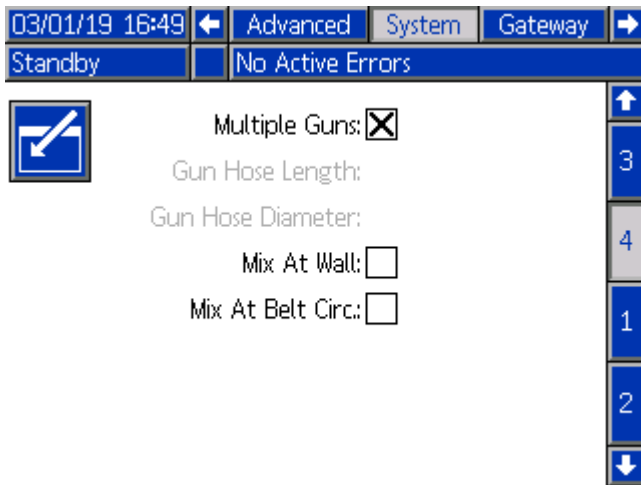 03/01/19 16:49 Advanced System Gateway
Standby No Active Errors
Multiple Guns:
3
Gun Hose Length:
Gun Hose Diameter:
4
Mix At Wall:
Mix At Belt Circ.:
1
2